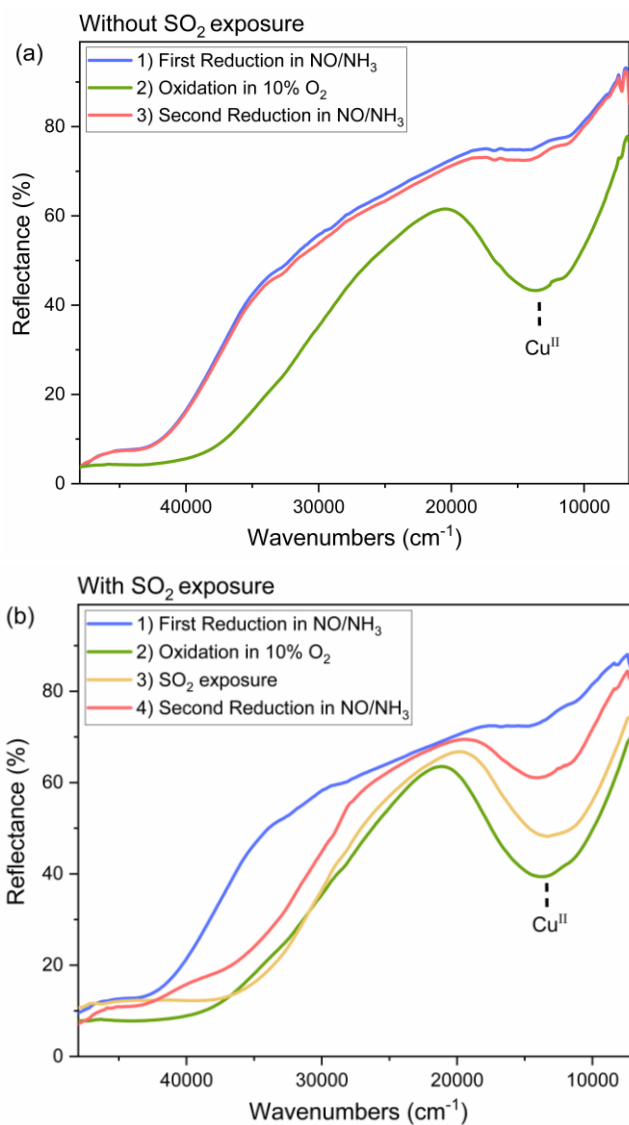 Without SO₂ exposure
(a)
1) First Reduction in NO/NH₃
2) Oxidation in 10% O₂
3) Second Reduction in NO/NH₃
80
60
40
20
0
Reflectance (%)
Cuᴵᴵ
40000 30000 20000 10000
Wavenumbers (cm⁻¹)
With SO₂ exposure
(b)
1) First Reduction in NO/NH₃
2) Oxidation in 10% O₂
3) SO₂ exposure
4) Second Reduction in NO/NH₃
80
60
40
20
0
Reflectance (%)
Cuᴵᴵ
40000 30000 20000 10000
Wavenumbers (cm⁻¹)